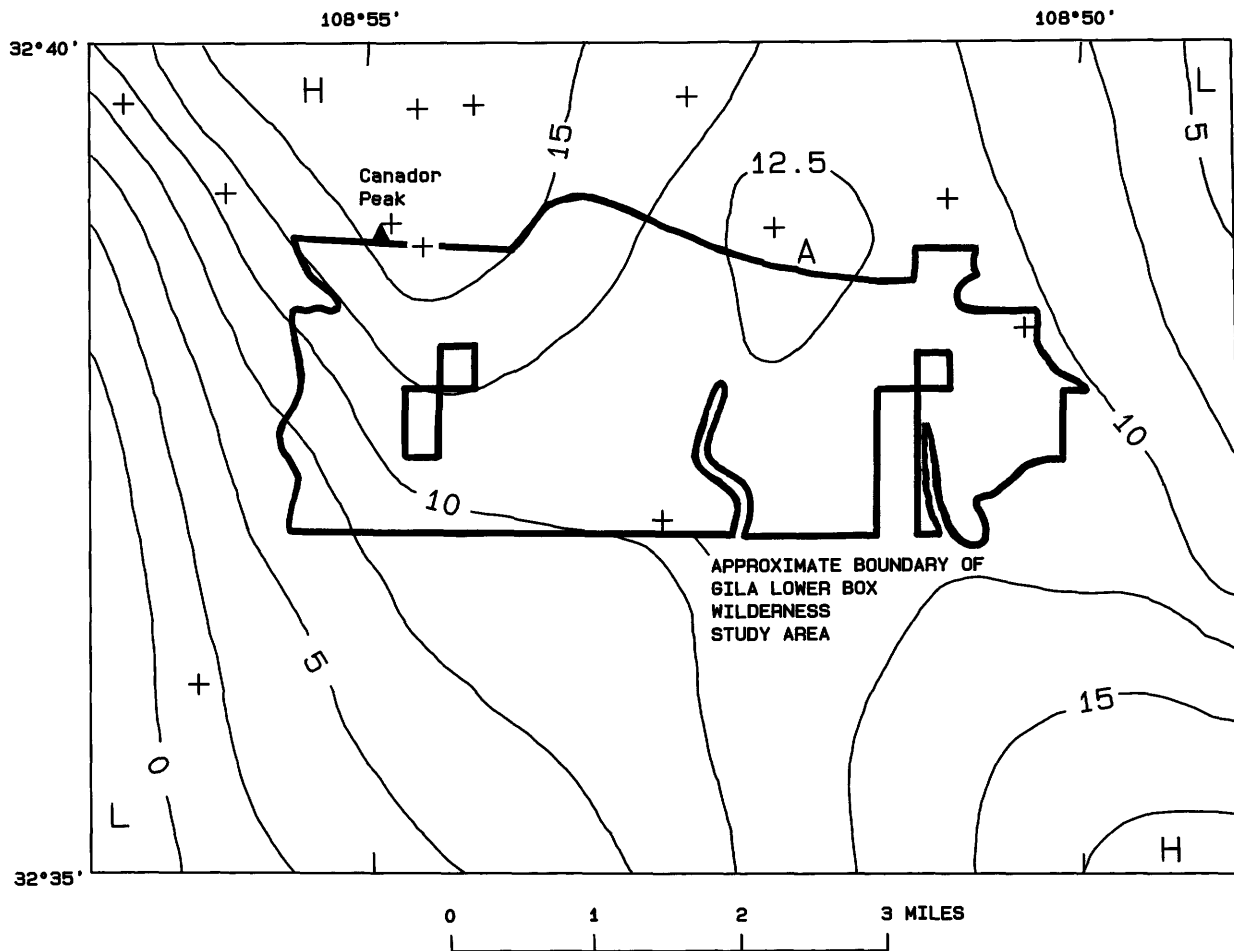 108°55'
108°50'
32°40'
H
L
15
5
12.5
Canador
Peak
A
10
10
APPROXIMATE BOUNDARY OF
GILA LOWER BOX
WILDERNESS
STUDY AREA
5
15
0
L
H
32°35'
0 1 2 3 MILES